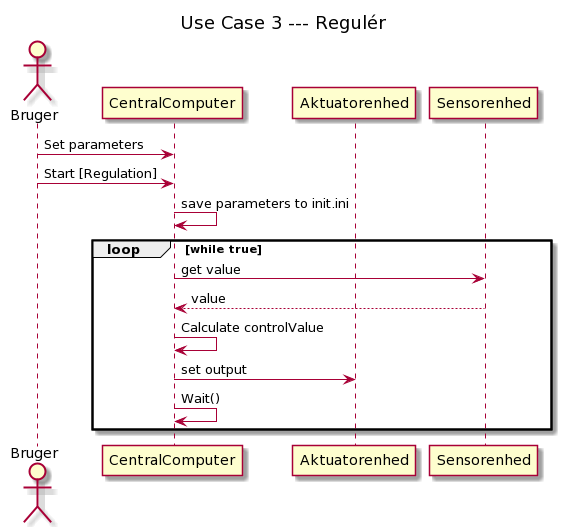 Use Case 3 --- Regulér
Bruger
CentralComputer
Aktuatorenhed
Sensorenhed
Set parameters
Start [Regulation]
save parameters to init.ini
loop
[while true]
get value
value
Calculate controlValue
set output
Wait()
Bruger
CentralComputer
Aktuatorenhed
Sensorenhed